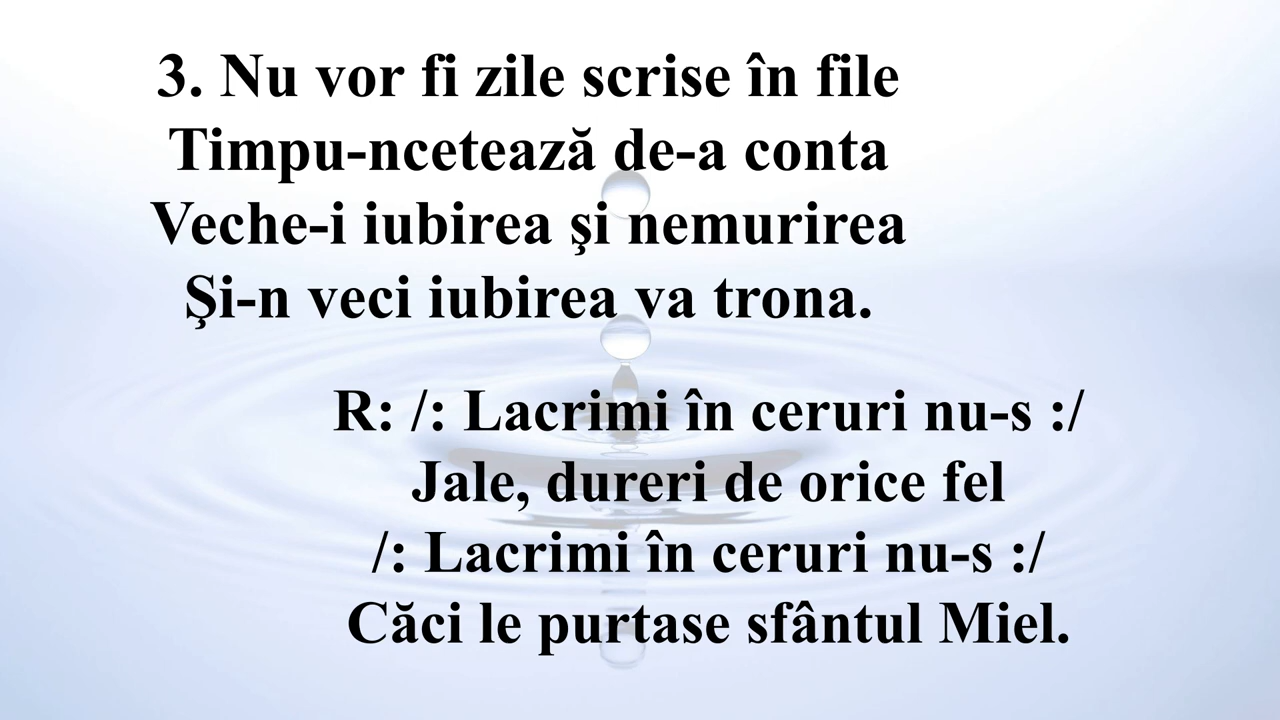 3. Nu vor fi zile scrise în file
Timpu-ncetează de-a conta
Veche-i iubirea şi nemurirea
Şi-n veci iubirea va trona.
R: /: Lacrimi în ceruri nu-s :/
Jale, dureri de orice fel
/: Lacrimi în ceruri nu-s :/
Căci le purtase sfântul Miel.